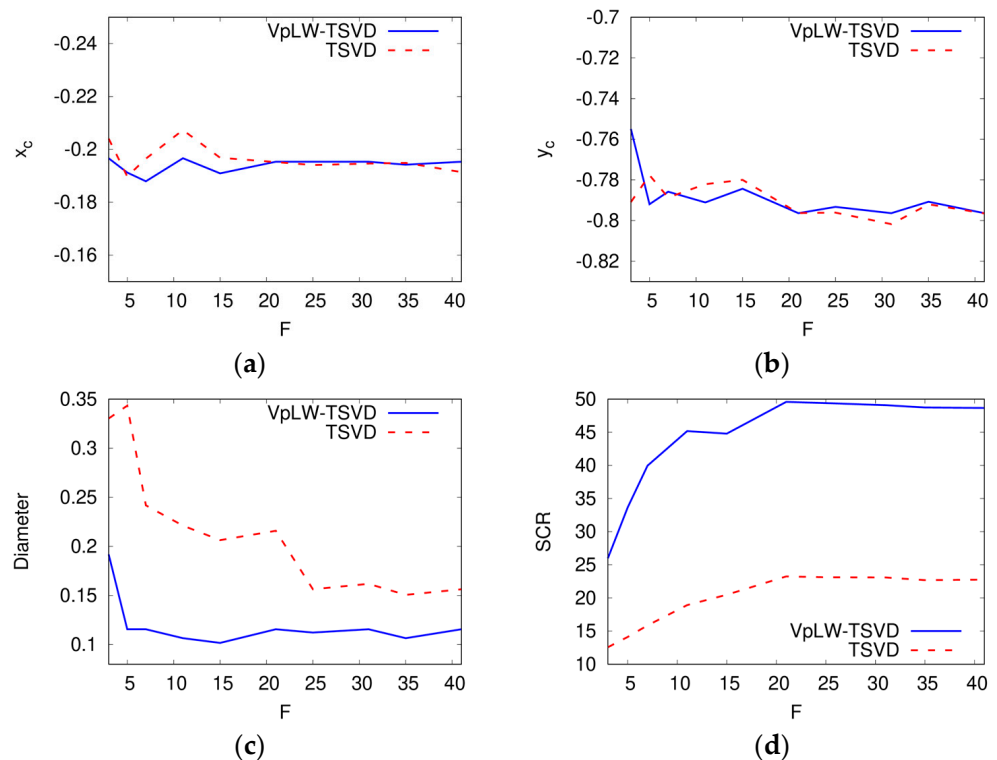 VpLW-TSVD
TSVD
-0.24
-0.22
-0.2
-0.18
-0.16
x_c
5 10 15 20 25 30 35 40
F
(a)
VpLW-TSVD
TSVD
-0.7
-0.72
-0.74
-0.76
-0.78
-0.8
-0.82
y_c
5 10 15 20 25 30 35 40
F
(b)
VpLW-TSVD
TSVD
0.35
0.3
0.25
0.2
0.15
0.1
Diameter
5 10 15 20 25 30 35 40
F
(c)
50
45
40
35
30
25
20
15
10
SCR
VpLW-TSVD
TSVD
5 10 15 20 25 30 35 40
F
(d)